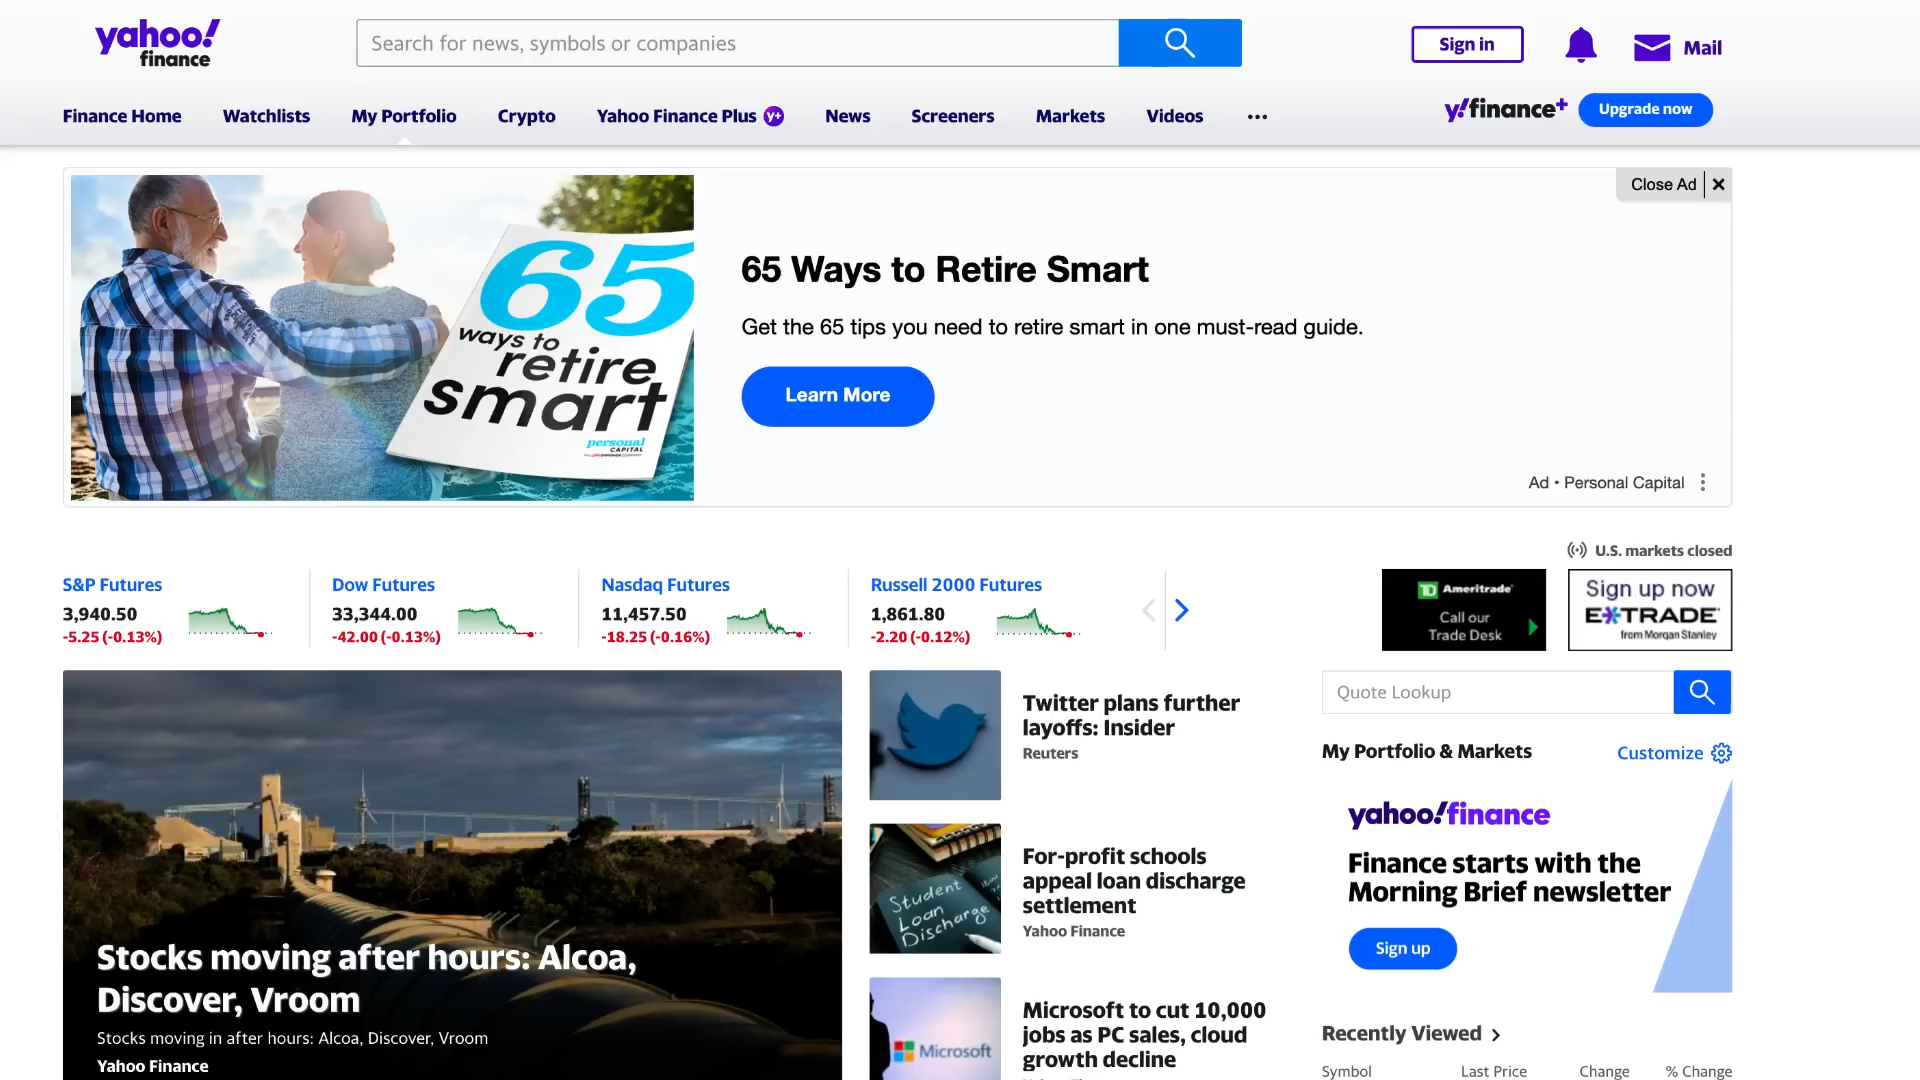 yahoo!
finance
Search for news, symbols or companies
Sign in
Mail
Finance Home
Watchlists
My Portfolio
Crypto
Yahoo Finance Plus y+
News
Screeners
Markets
Videos
...
y!finance+
Upgrade now
Close Ad
65
ways to
retire
smart
personal
CAPITAL
65 Ways to Retire Smart
Get the 65 tips you need to retire smart in one must-read guide.
Learn More
Ad • Personal Capital
U.S. markets closed
S&P Futures
3,940.50
-5.25 (-0.13%)
Dow Futures
33,344.00
-42.00 (-0.13%)
Nasdaq Futures
11,457.50
-18.25 (-0.16%)
Russell 2000 Futures
1,861.80
-2.20 (-0.12%)
TD Ameritrade
Call our
Trade Desk
Sign up now
E*TRADE
from Morgan Stanley
Stocks moving after hours: Alcoa,
Discover, Vroom
Stocks moving in after hours: Alcoa, Discover, Vroom
Yahoo Finance
Twitter plans further
layoffs: Insider
Reuters
Student
Loan
Discharge
For-profit schools
appeal loan discharge
settlement
Yahoo Finance
Microsoft
Microsoft to cut 10,000
jobs as PC sales, cloud
growth decline
Quote Lookup
My Portfolio & Markets
Customize
yahoo!finance
Finance starts with the
Morning Brief newsletter
Sign up
Recently Viewed
Symbol
Last Price
Change
% Change